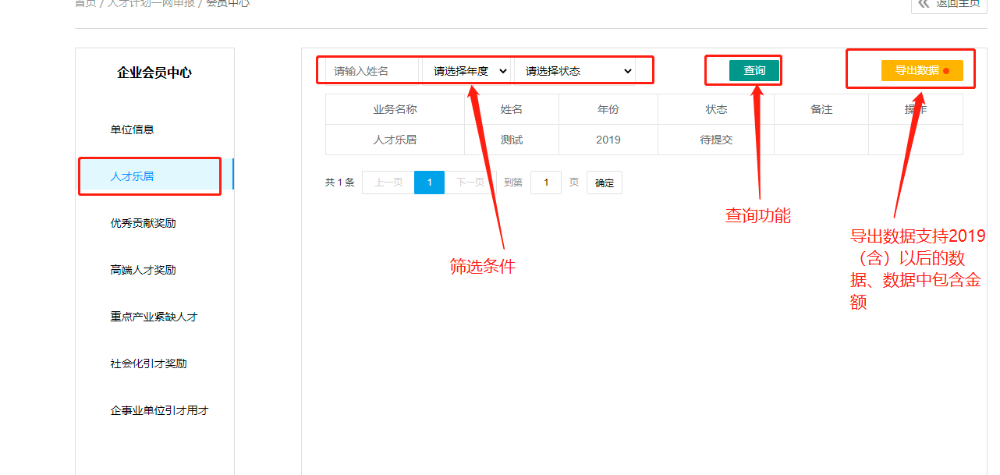 首页 / 人才计划一网申报 / 会员中心
返回主页
企业会员中心
单位信息
人才乐居
优秀贡献奖励
高端人才奖励
重点产业紧缺人才
社会化引才奖励
企事业单位引才用才
请输入姓名 请选择年度 请选择状态 查询 导出数据
业务名称 姓名 年份 状态 备注 操作
人才乐居 测试 2019 待提交
共 1 条 上一页 1 下一页 到第 1 页 确定
筛选条件
查询功能
导出数据支持2019
（含）以后的数
据、数据中包含金
额